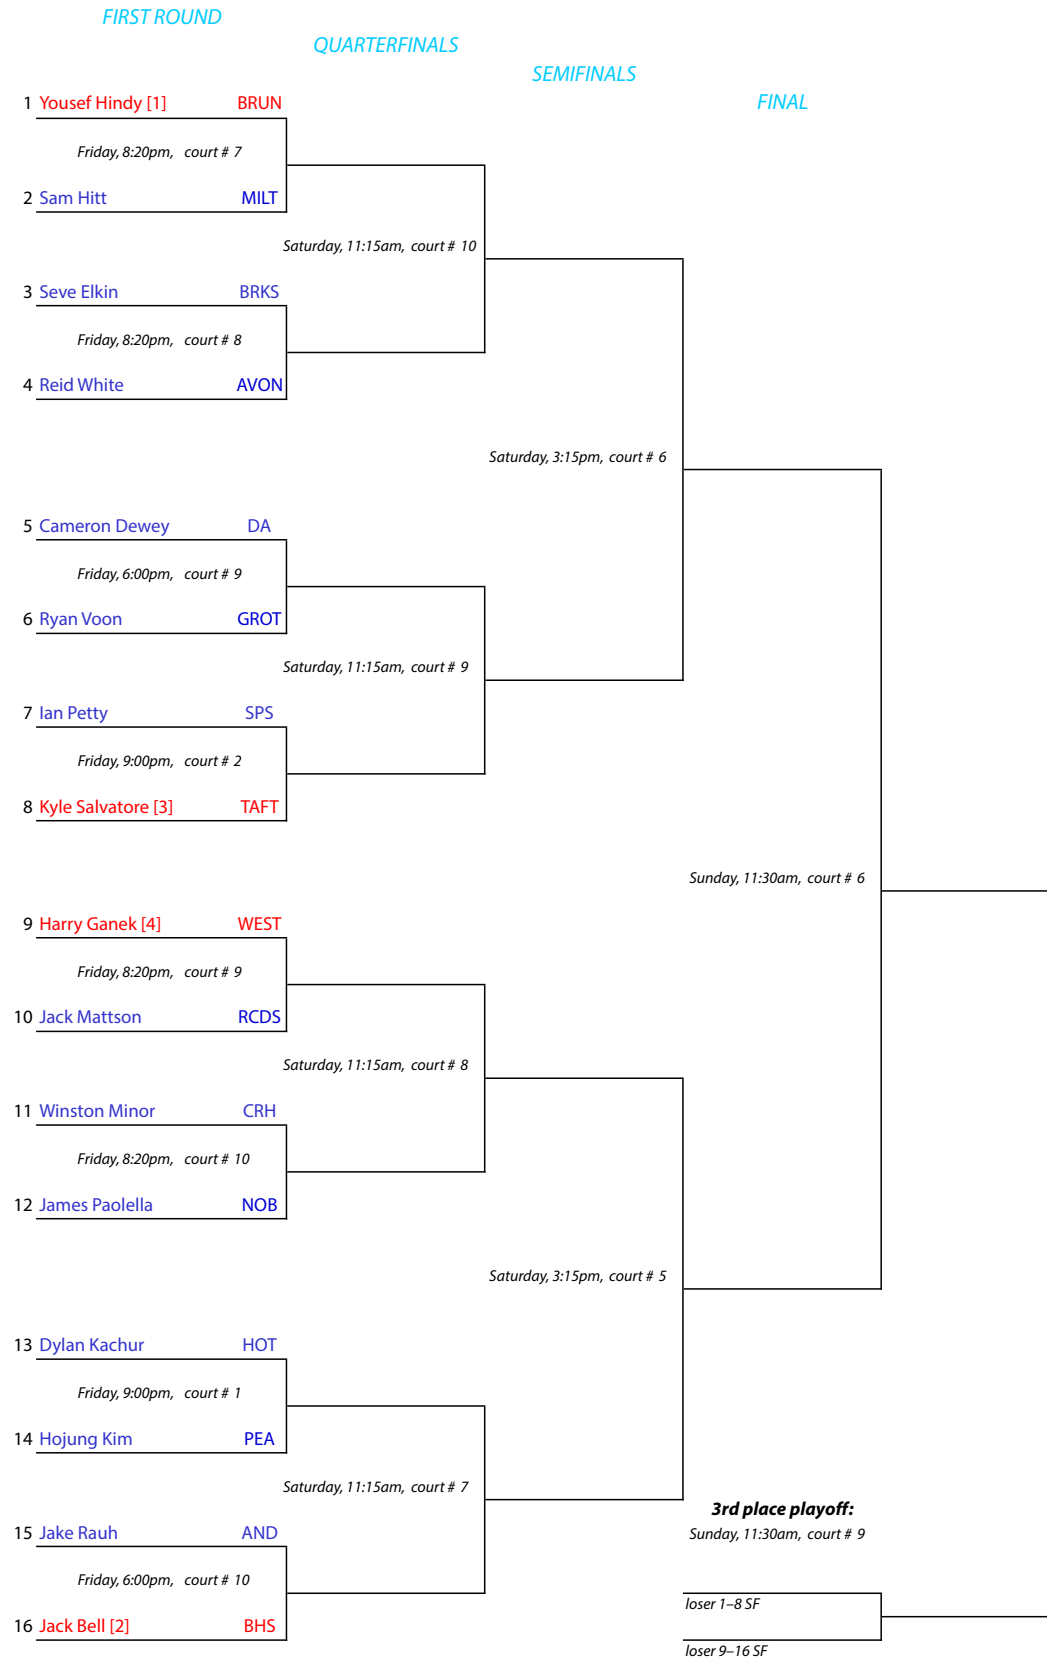 FIRST ROUND
QUARTERFINALS
SEMIFINALS
FINAL
1 Yousef Hindy [1] BRUN
Friday, 8:20pm, court # 7
2 Sam Hitt MILT
Saturday, 11:15am, court # 10
3 Seve Elkin BRKS
Friday, 8:20pm, court # 8
4 Reid White AVON
Saturday, 3:15pm, court # 6
5 Cameron Dewey DA
Friday, 6:00pm, court # 9
6 Ryan Voon GROT
Saturday, 11:15am, court # 9
7 Ian Petty SPS
Friday, 9:00pm, court # 2
8 Kyle Salvatore [3] TAFT
Sunday, 11:30am, court # 6
9 Harry Ganek [4] WEST
Friday, 8:20pm, court # 9
10 Jack Mattson RCDS
Saturday, 11:15am, court # 8
11 Winston Minor CRH
Friday, 8:20pm, court # 10
12 James Paolella NOB
Saturday, 3:15pm, court # 5
13 Dylan Kachur HOT
Friday, 9:00pm, court # 1
14 Hojung Kim PEA
Saturday, 11:15am, court # 7
3rd place playoff:
15 Jake Rauh AND
Sunday, 11:30am, court # 9
Friday, 6:00pm, court # 10
loser 1–8 SF
16 Jack Bell [2] BHS
loser 9–16 SF